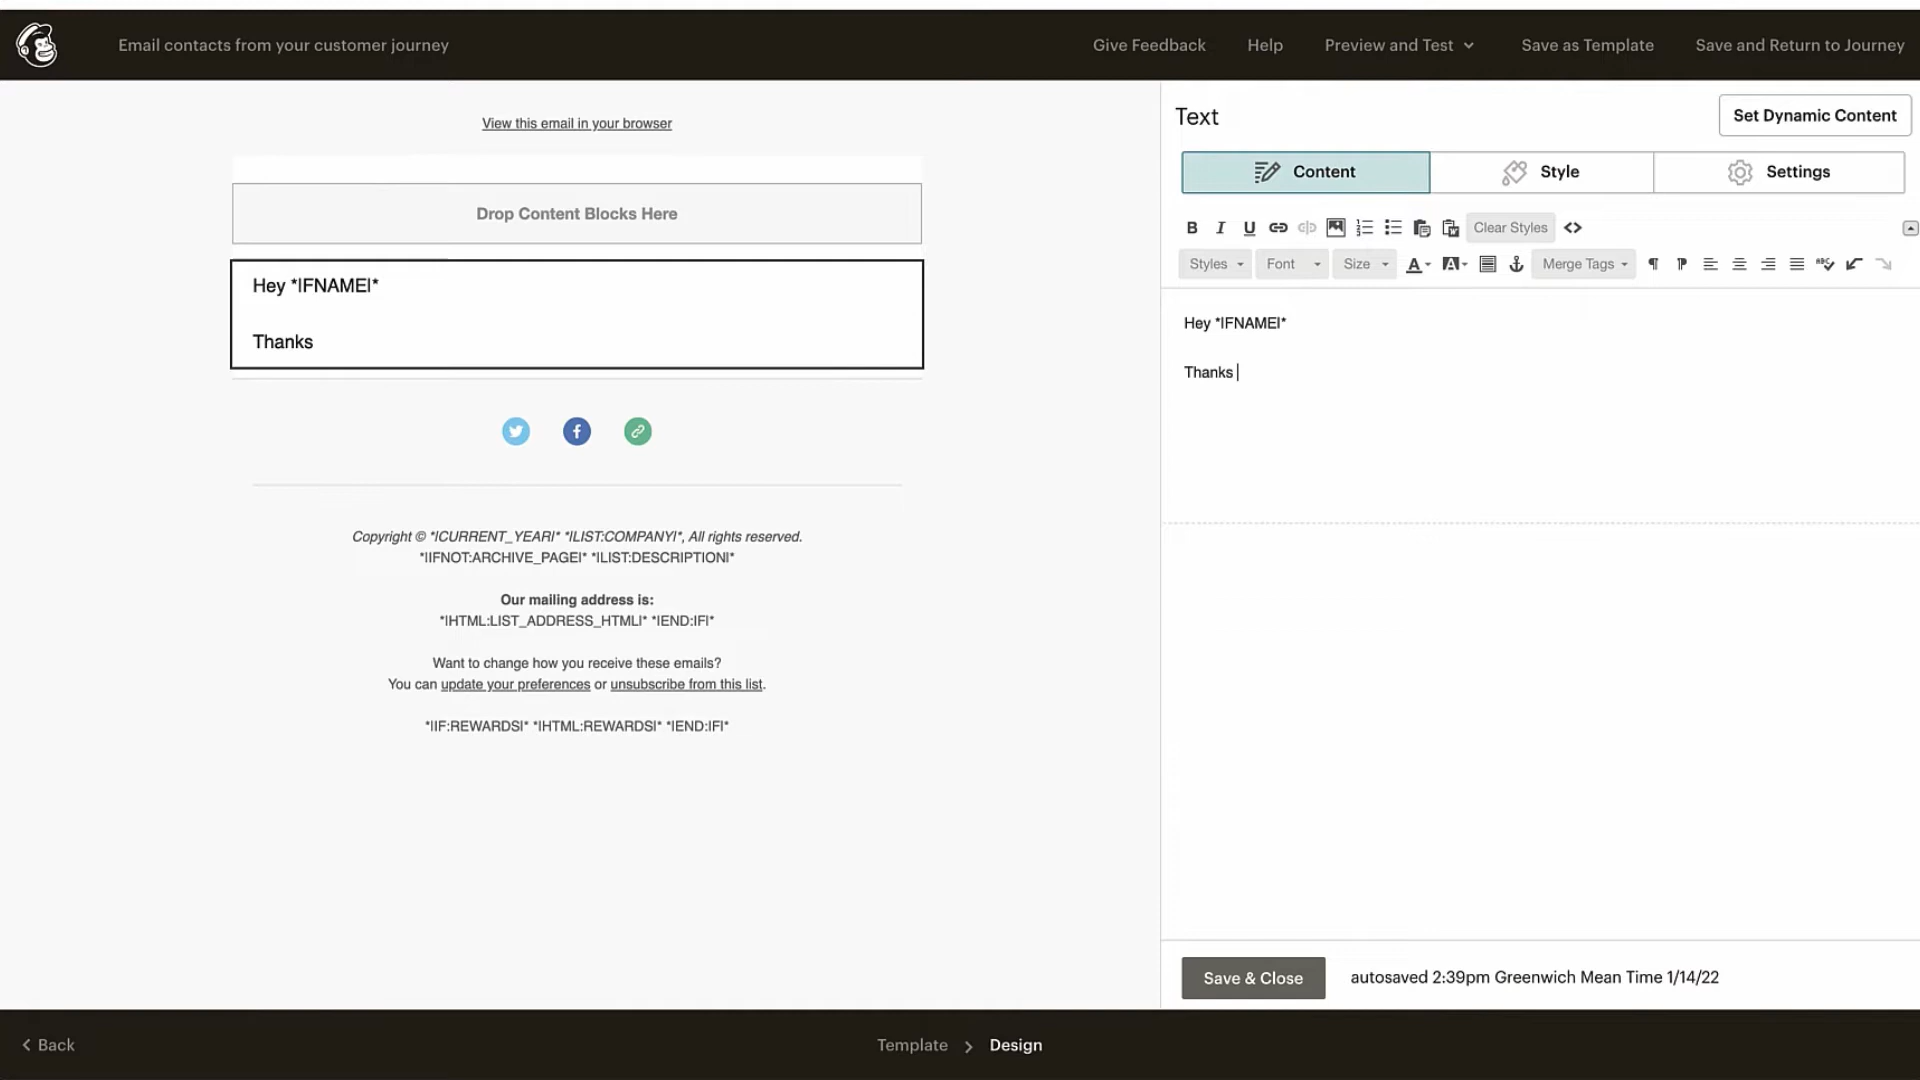 Email contacts from your customer journey
Give Feedback
Help
Preview and Test
Save as Template
Save and Return to Journey
View this email in your browser
Drop Content Blocks Here
Hey *|FNAME|*
Thanks
Copyright © *|CURRENT_YEAR|* *|LIST:COMPANY|*, All rights reserved.
*|IFNOT:ARCHIVE_PAGE|* *|LIST:DESCRIPTION|*
Our mailing address is:
*|HTML:LIST_ADDRESS_HTML|* *|END:IF|*
Want to change how you receive these emails?
You can update your preferences or unsubscribe from this list.
*|IF:REWARDS|* *|HTML:REWARDS|* *|END:IF|*
Text
Set Dynamic Content
Content
Style
Settings
B I U
Clear Styles
Styles
Font
Size
A
A
Merge Tags
ABC
Hey *|FNAME|*
Thanks
Save & Close
autosaved 2:39pm Greenwich Mean Time 1/14/22
Back
Template
Design